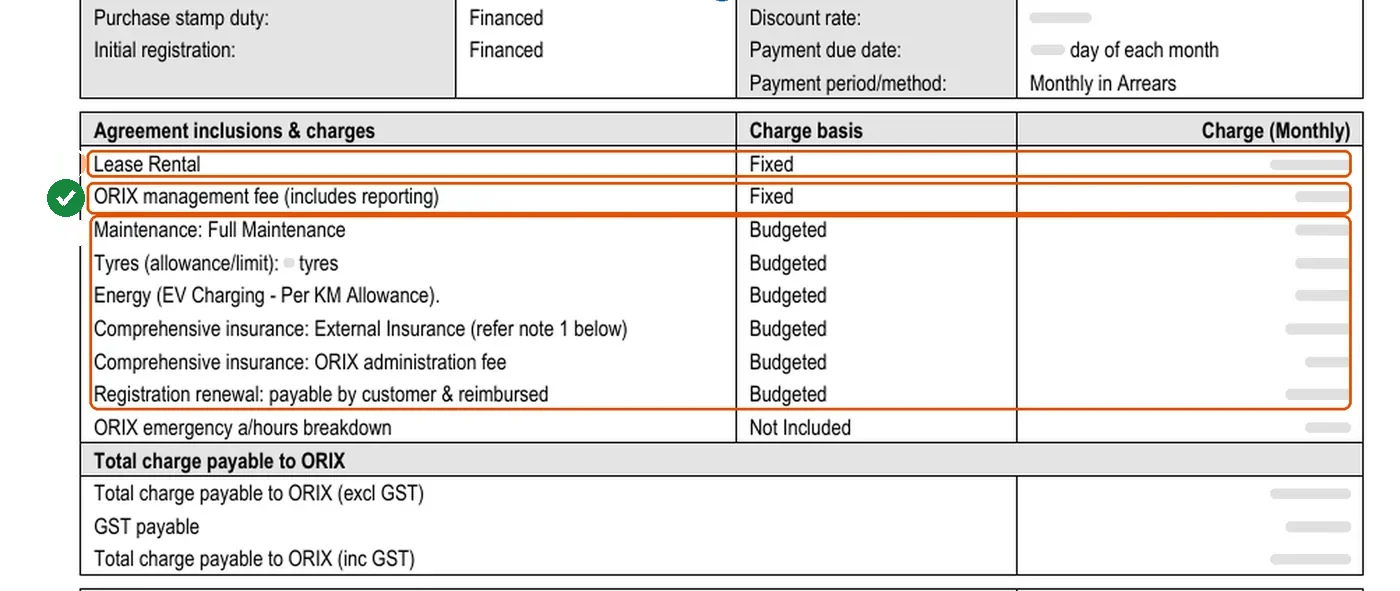 Purchase stamp duty: Financed Discount rate:
Initial registration: Financed Payment due date: day of each month
Payment period/method: Monthly in Arrears
Agreement inclusions & charges Charge basis Charge (Monthly)
Lease Rental Fixed
ORIX management fee (includes reporting) Fixed
Maintenance: Full Maintenance Budgeted
Tyres (allowance/limit): tyres Budgeted
Energy (EV Charging - Per KM Allowance). Budgeted
Comprehensive insurance: External Insurance (refer note 1 below) Budgeted
Comprehensive insurance: ORIX administration fee Budgeted
Registration renewal: payable by customer & reimbursed Budgeted
ORIX emergency a/hours breakdown Not Included
Total charge payable to ORIX
Total charge payable to ORIX (excl GST)
GST payable
Total charge payable to ORIX (inc GST)